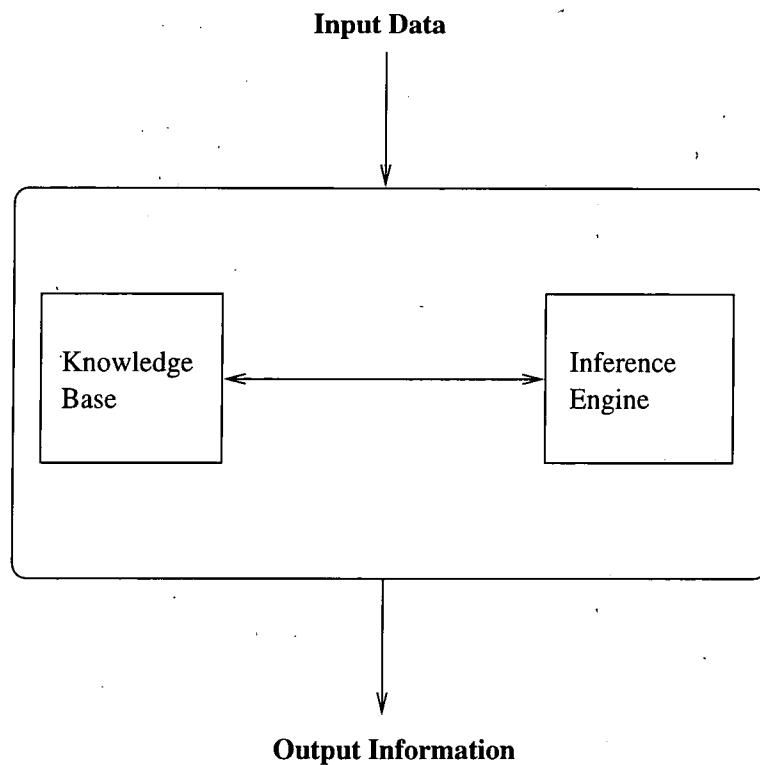 Input Data
Knowledge
Base
Inference
Engine
Output Information